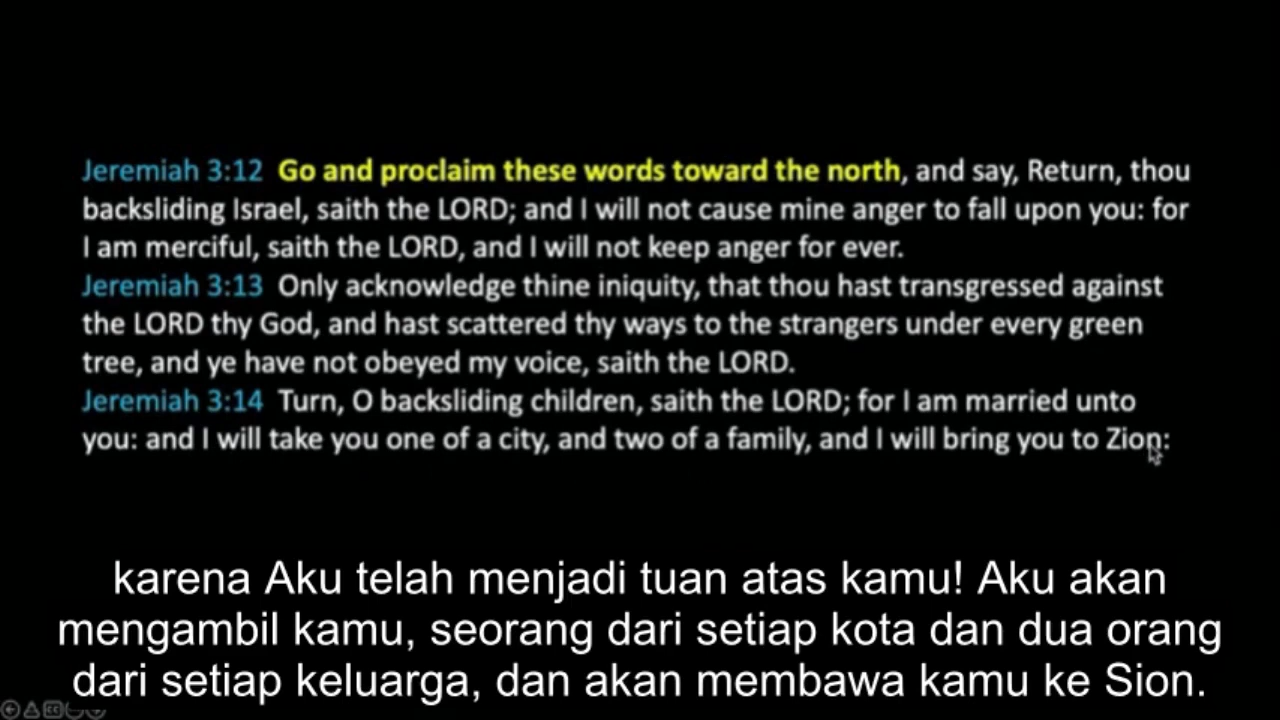 Jeremiah 3:12 Go and proclaim these words toward the north, and say, Return, thou
backsliding Israel, saith the LORD; and I will not cause mine anger to fall upon you: for
I am merciful, saith the LORD, and I will not keep anger for ever.
Jeremiah 3:13 Only acknowledge thine iniquity, that thou hast transgressed against
the LORD thy God, and hast scattered thy ways to the strangers under every green
tree, and ye have not obeyed my voice, saith the LORD.
Jeremiah 3:14 Turn, O backsliding children, saith the LORD; for I am married unto
you: and I will take you one of a city, and two of a family, and I will bring you to Zion:
karena Aku telah menjadi tuan atas kamu! Aku akan
mengambil kamu, seorang dari setiap kota dan dua orang
dari setiap keluarga, dan akan membawa kamu ke Sion.